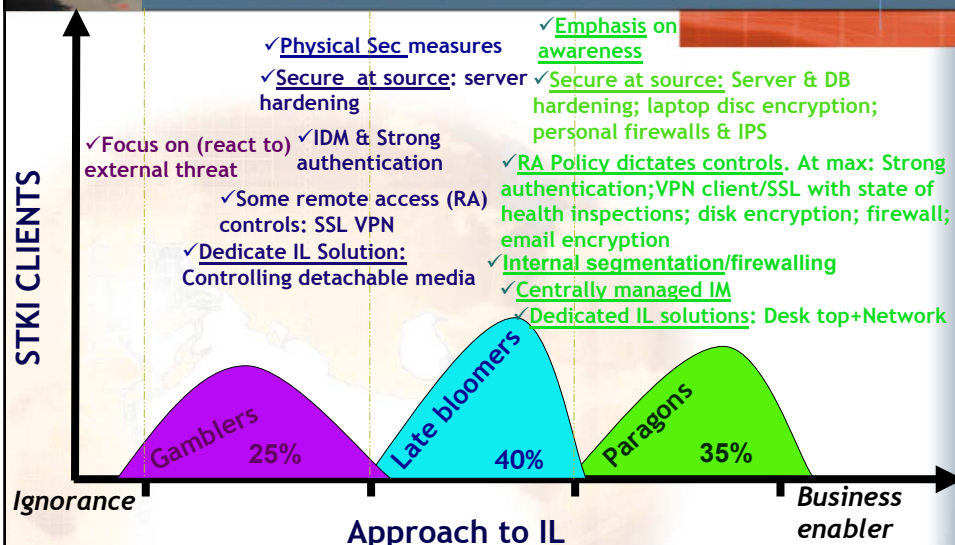 ✓Physical Sec measures
✓Secure at source: server
hardening
✓IDM & Strong
authentication
✓Focus on (react to)
external threat
✓Some remote access (RA)
controls: SSL VPN
✓Dedicate IL Solution:
Controlling detachable media
✓Emphasis on
awareness
✓Secure at source: Server & DB
hardening; laptop disc encryption;
personal firewalls & IPS
✓RA Policy dictates controls. At max: Strong
authentication;VPN client/SSL with state of
health inspections; disk encryption; firewall;
email encryption
✓Internal segmentation/firewalling
✓Centrally managed IM
✓Dedicated IL solutions: Desk top+Network
STKI CLIENTS
Gamblers
25%
Late bloomers
40%
Paragons
35%
Ignorance
Business
enabler
Approach to IL